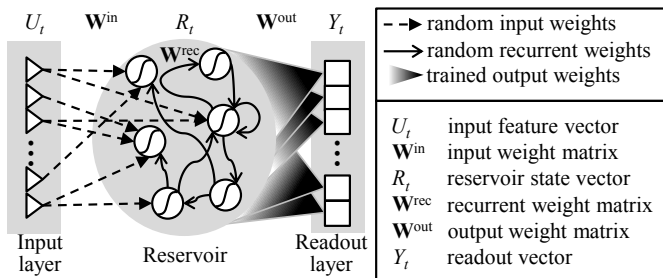 U_t W^in R_t W^out Y_t
W^rec
Input layer
Reservoir
Readout layer
random input weights
random recurrent weights
trained output weights
U_t input feature vector
W^in input weight matrix
R_t reservoir state vector
W^rec recurrent weight matrix
W^out output weight matrix
Y_t readout vector